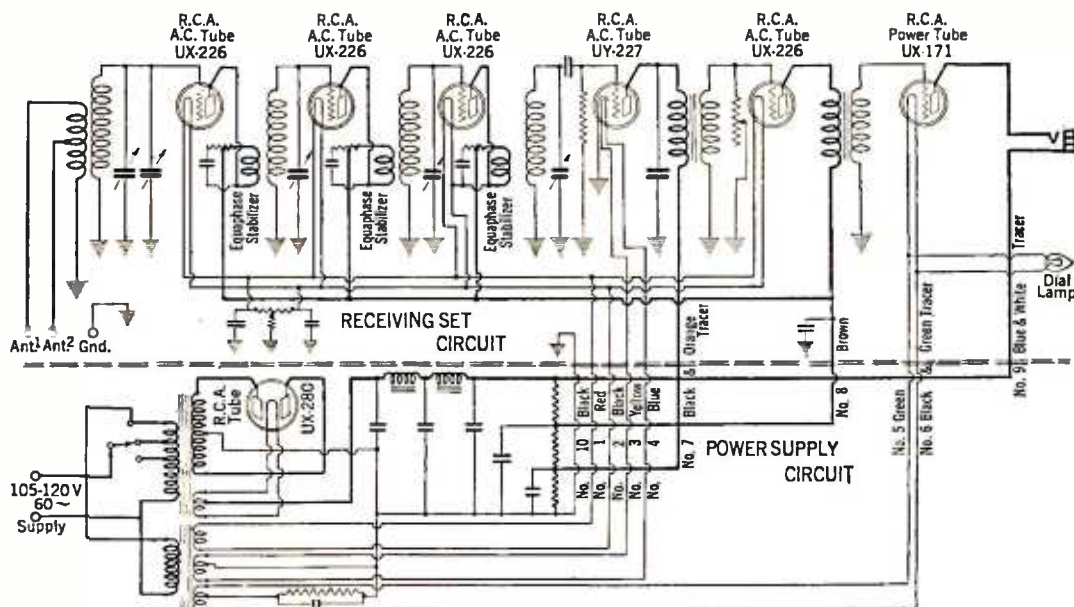 R.C.A.
A.C. Tube
UX-226
R.C.A.
A.C. Tube
UX-226
R.C.A.
A.C. Tube
UX-226
R.C.A.
A.C. Tube
UY-227
R.C.A.
A.C. Tube
UX-226
R.C.A.
Power Tube
UX-171
Equaphase
Stabilizer
Equaphase
Stabilizer
Equaphase
Stabilizer
Ant.1 Ant.2 Gnd.
RECEIVING SET
CIRCUIT
Dial
Lamp
No. 10 Black
No. 1 Red
No. 2 Black
No. 3 Yellow
No. 4 Blue
No. 7 Black & Orange Tracer
No. 8 Brown
No. 5 Green
No. 6 Black & Green Tracer
No. 9 Blue & White Tracer
R.C.A.
Tube
UX-280
POWER SUPPLY
CIRCUIT
105-120 V
60 ~
Supply